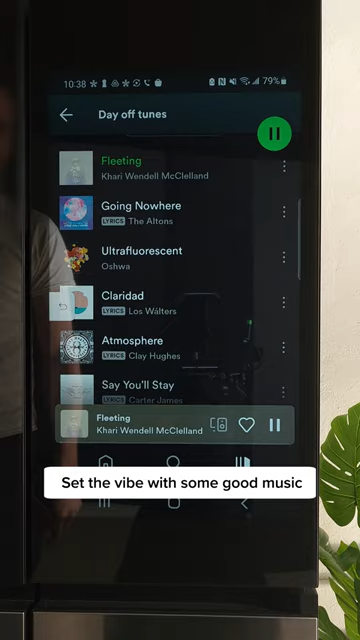 10:38
79%
Day off tunes
Fleeting
Khari Wendell McClelland
Going Nowhere
LYRICS The Altons
Ultrafluorescent
Oshwa
Claridad
LYRICS Los Wálters
Atmosphere
LYRICS Clay Hughes
Say You'll Stay
LYRICS Carter James
Fleeting
Khari Wendell McClelland
Set the vibe with some good music